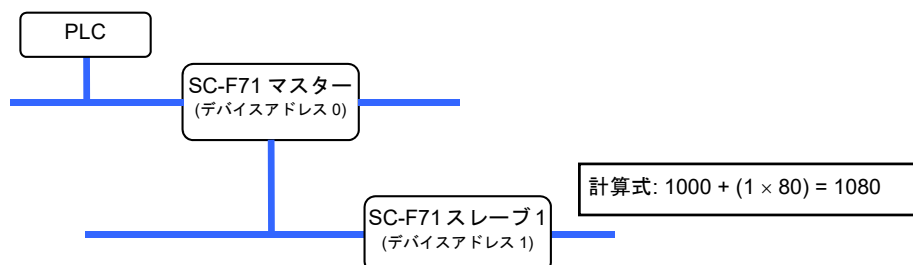 PLC
SC-F71 マスター
(デバイスアドレス 0)
計算式: 1000 + (1 × 80) = 1080
SC-F71 スレーブ 1
(デバイスアドレス 1)